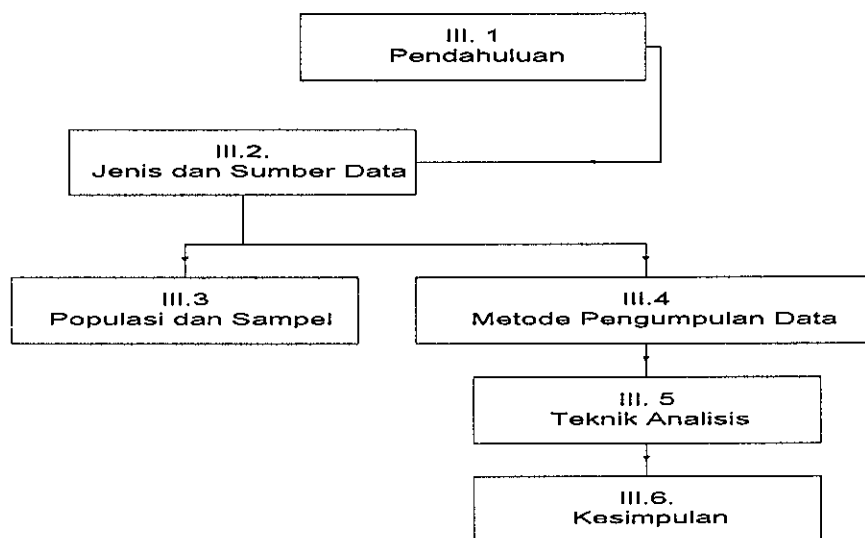 III. 1
Pendahuluan
III.2.
Jenis dan Sumber Data
III.3
Populasi dan Sampel
III.4
Metode Pengumpulan Data
III. 5
Teknik Analisis
III.6.
Kesimpulan